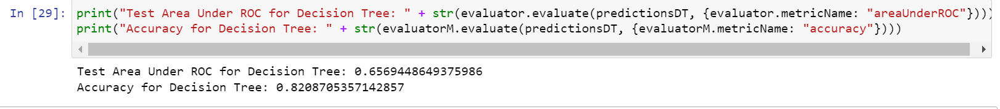 In [29]: print("Test Area Under ROC for Decision Tree: " + str(evaluator.evaluate(predictionsDT, {evaluator.metricName: "areaUnderROC"})))
print("Accuracy for Decision Tree: " + str(evaluatorM.evaluate(predictionsDT, {evaluatorM.metricName: "accuracy"})))
Test Area Under ROC for Decision Tree: 0.6569448649375986
Accuracy for Decision Tree: 0.8208705357142857